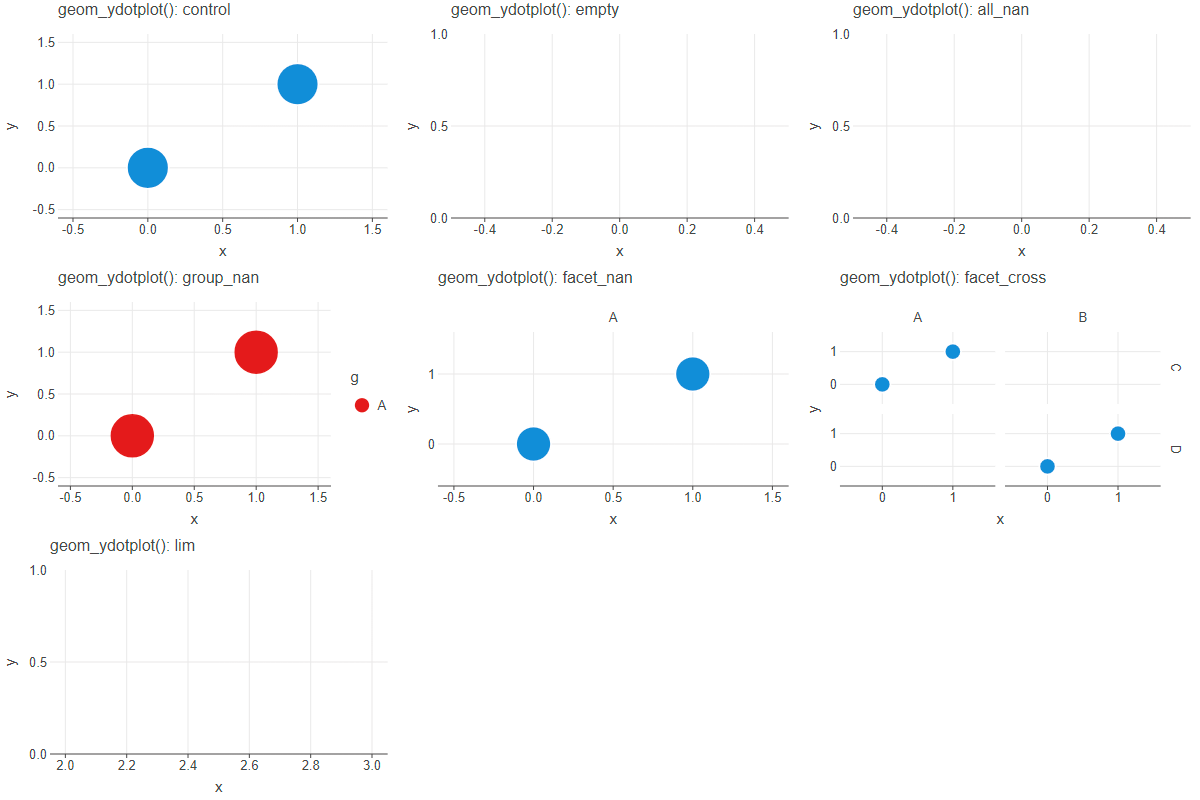 geom_ydotplot(): control
1.5
1.0
0.5
0.0
-0.5
y
-0.5 0.0 0.5 1.0 1.5
x
geom_ydotplot(): empty
1.0
0.5
0.0
y
-0.4 -0.2 0.0 0.2 0.4
x
geom_ydotplot(): all_nan
1.0
0.5
0.0
y
-0.4 -0.2 0.0 0.2 0.4
x
geom_ydotplot(): group_nan
1.5
1.0
0.5
0.0
-0.5
y
-0.5 0.0 0.5 1.0 1.5
x
g
A
geom_ydotplot(): facet_nan
A
1
0
y
-0.5 0.0 0.5 1.0 1.5
x
geom_ydotplot(): facet_cross
A B
1
0
C
y
1
0
D
0 1 0 1
x
geom_ydotplot(): lim
1.0
0.5
0.0
y
2.0 2.2 2.4 2.6 2.8 3.0
x